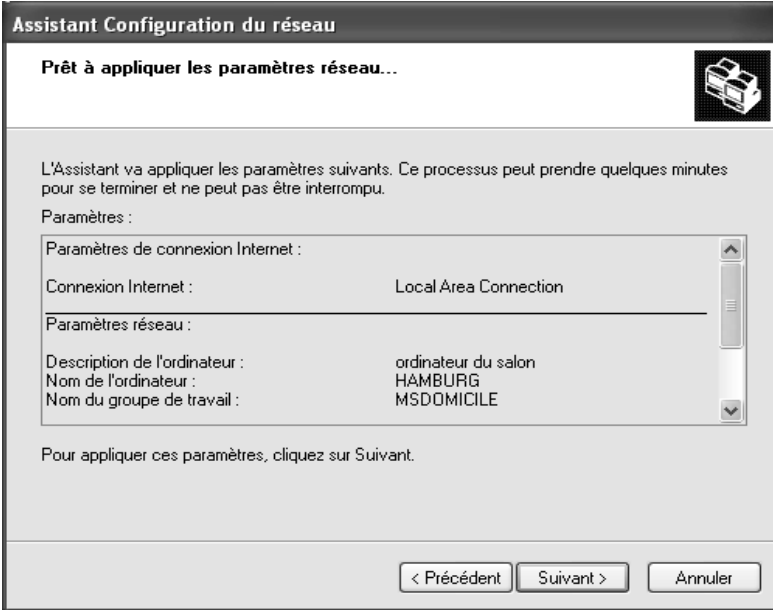 Assistant Configuration du réseau
Prêt à appliquer les paramètres réseau...
L'Assistant va appliquer les paramètres suivants. Ce processus peut prendre quelques minutes
pour se terminer et ne peut pas être interrompu.
Paramètres :
Paramètres de connexion Internet :
Connexion Internet : Local Area Connection
Paramètres réseau :
Description de l'ordinateur : ordinateur du salon
Nom de l'ordinateur : HAMBURG
Nom du groupe de travail : MSDOMICILE
Pour appliquer ces paramètres, cliquez sur Suivant.
< Précédent Suivant > Annuler